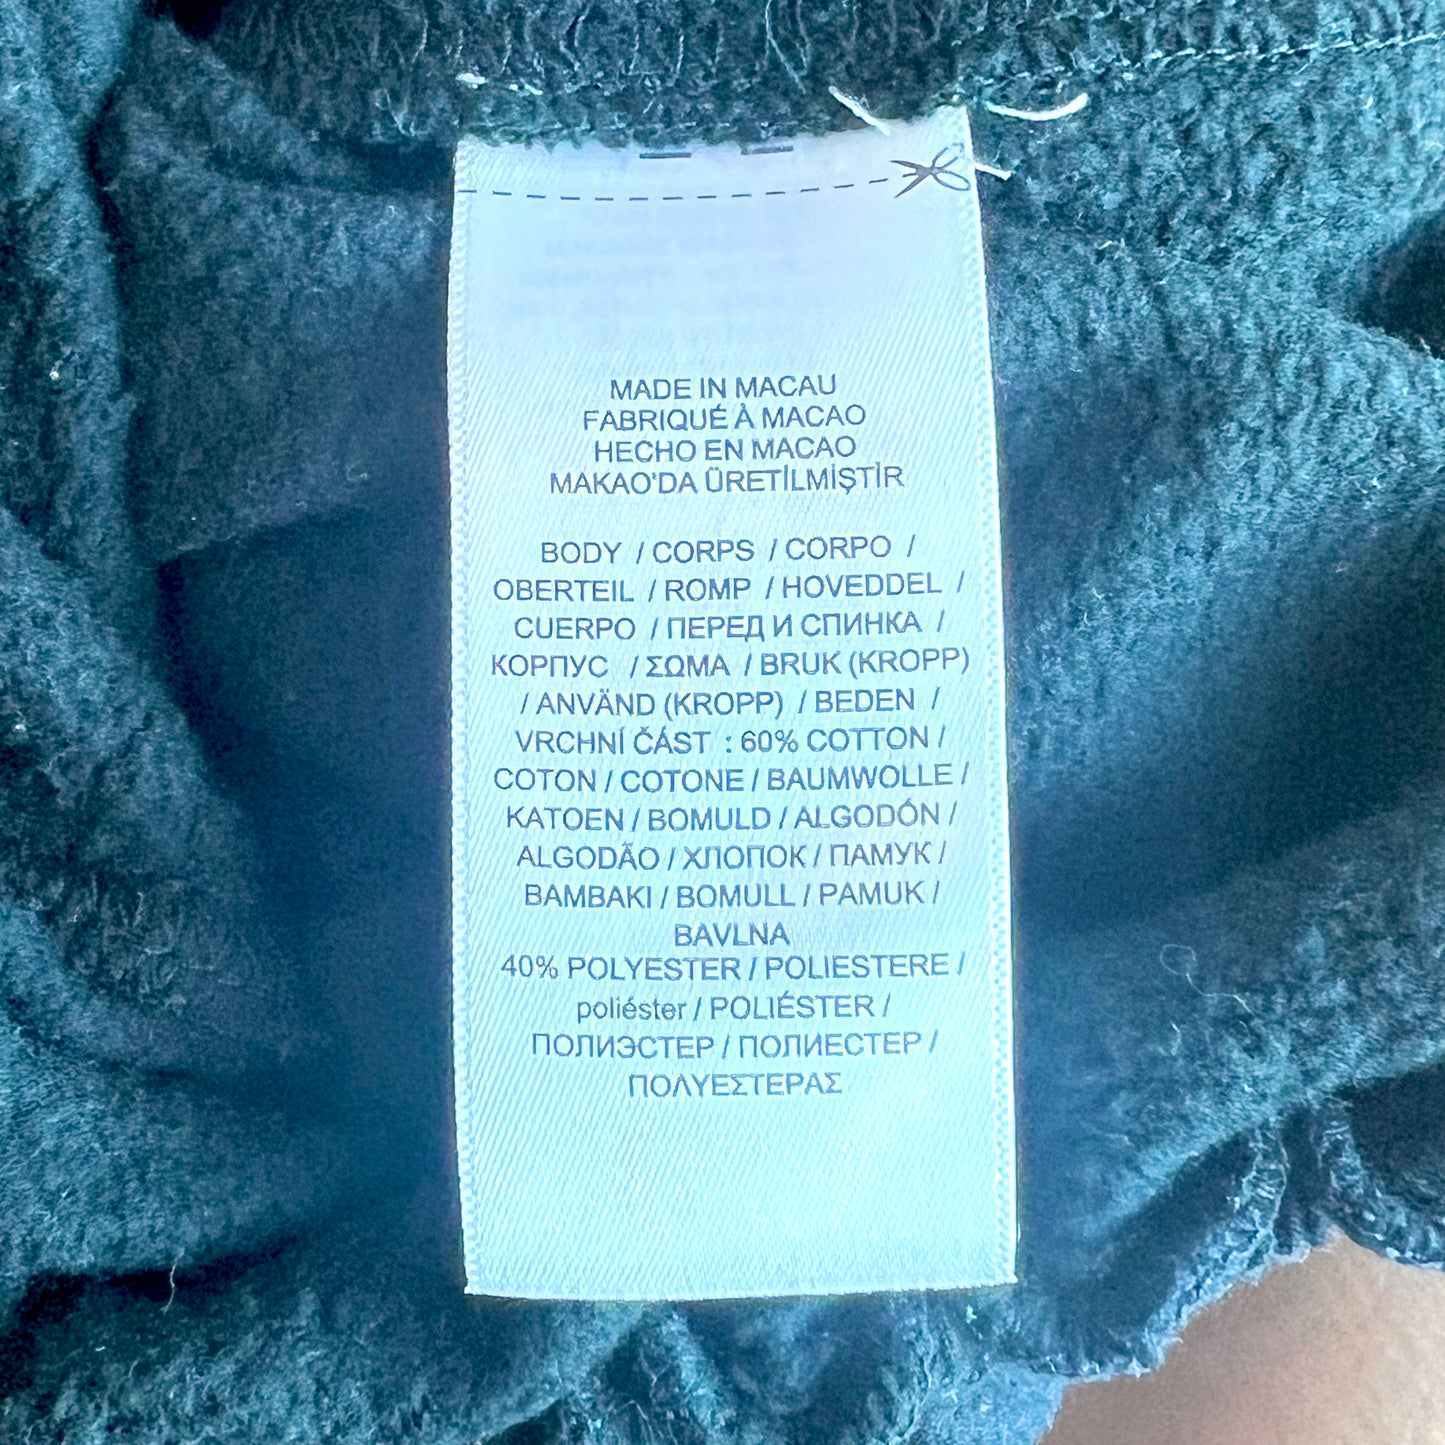 MADE IN MACAU
FABRIQUÉ À MACAO
HECHO EN MACAO
MAKAO'DA ÜRETİLMİŞTİR
BODY / CORPS / CORPO /
OBERTEIL / ROMP / HOVEDDEL /
CUERPO / ПЕРЕД И СПИНКА /
КОРПУС / ΣΩΜΑ / BRUK (KROPP)
/ ANVÄND (KROPP) / BEDEN /
VRCHNÍ ČÁST : 60% COTTON /
COTON / COTONE / BAUMWOLLE /
KATOEN / BOMULD / ALGODÓN /
ALGODÃO / ХЛОПОК / ПАМУК /
BAMBAKI / BOMULL / PAMUK /
BAVLNA
40% POLYESTER / POLIESTERE /
poliéster / POLIÉSTER /
ПОЛИЭСТЕР / ПОЛИЕСТЕР /
ΠΟΛΥΕΣΤΕΡΑΣ